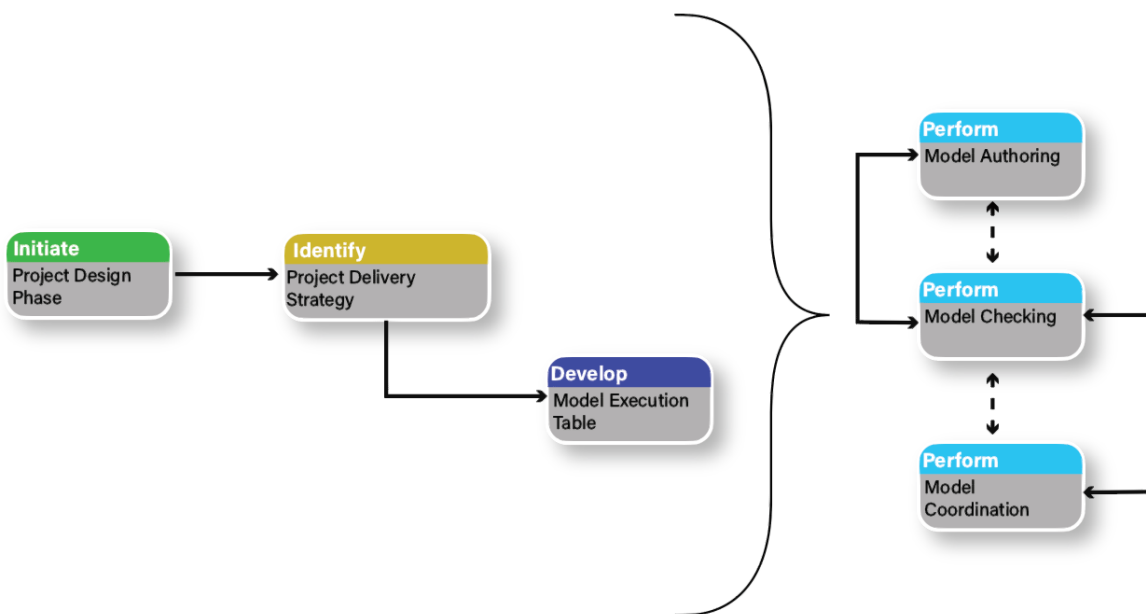 Initiate
Project Design
Phase
Identify
Project Delivery
Strategy
Develop
Model Execution
Table
Perform
Model Authoring
Perform
Model Checking
Perform
Model
Coordination